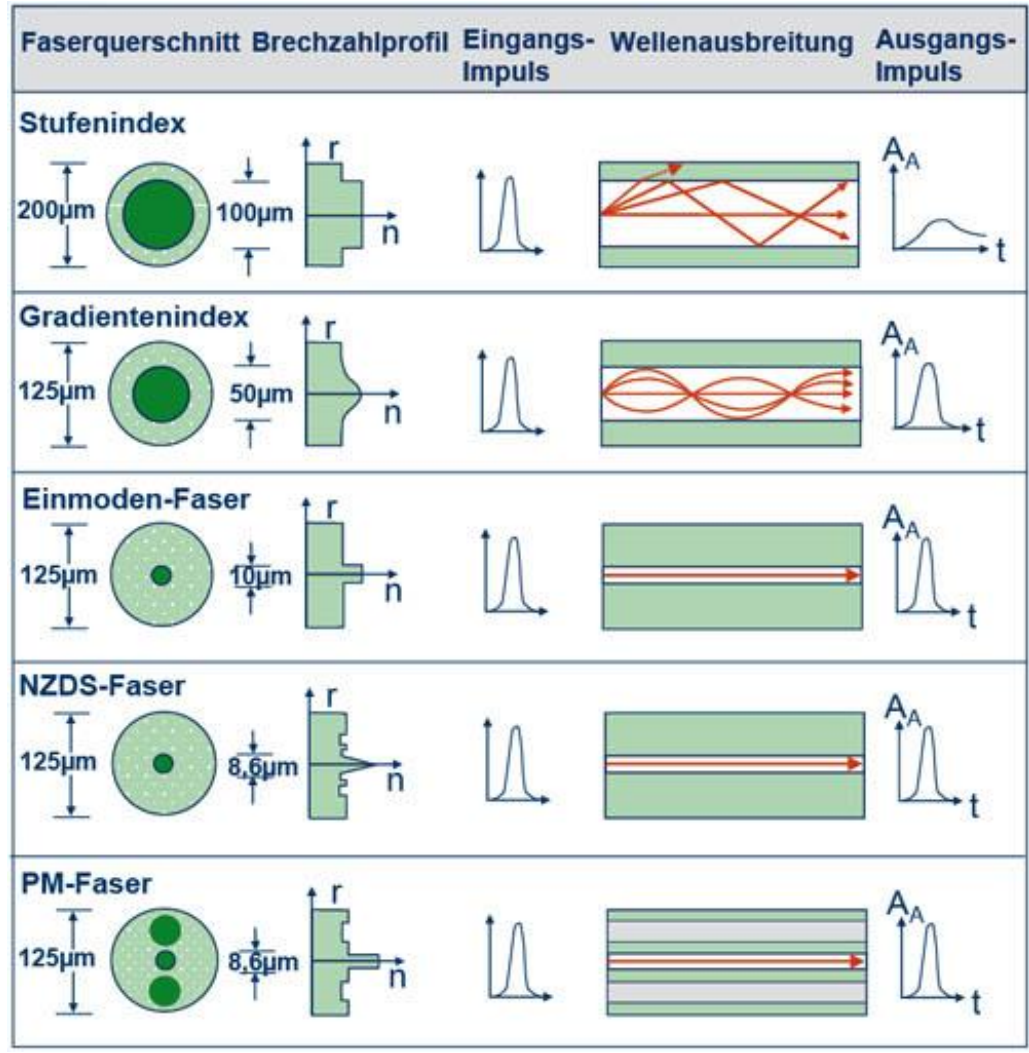 Faserquerschnitt Brechzahlprofil Eingangs-Impuls Wellenausbreitung Ausgangs-Impuls
Stufenindex
200µm 100µm r n A_A t
Gradientenindex
125µm 50µm r n A_A t
Einmoden-Faser
125µm 10µm r n A_A t
NZDS-Faser
125µm 8,6µm r n A_A t
PM-Faser
125µm 8,6µm r n A_A t